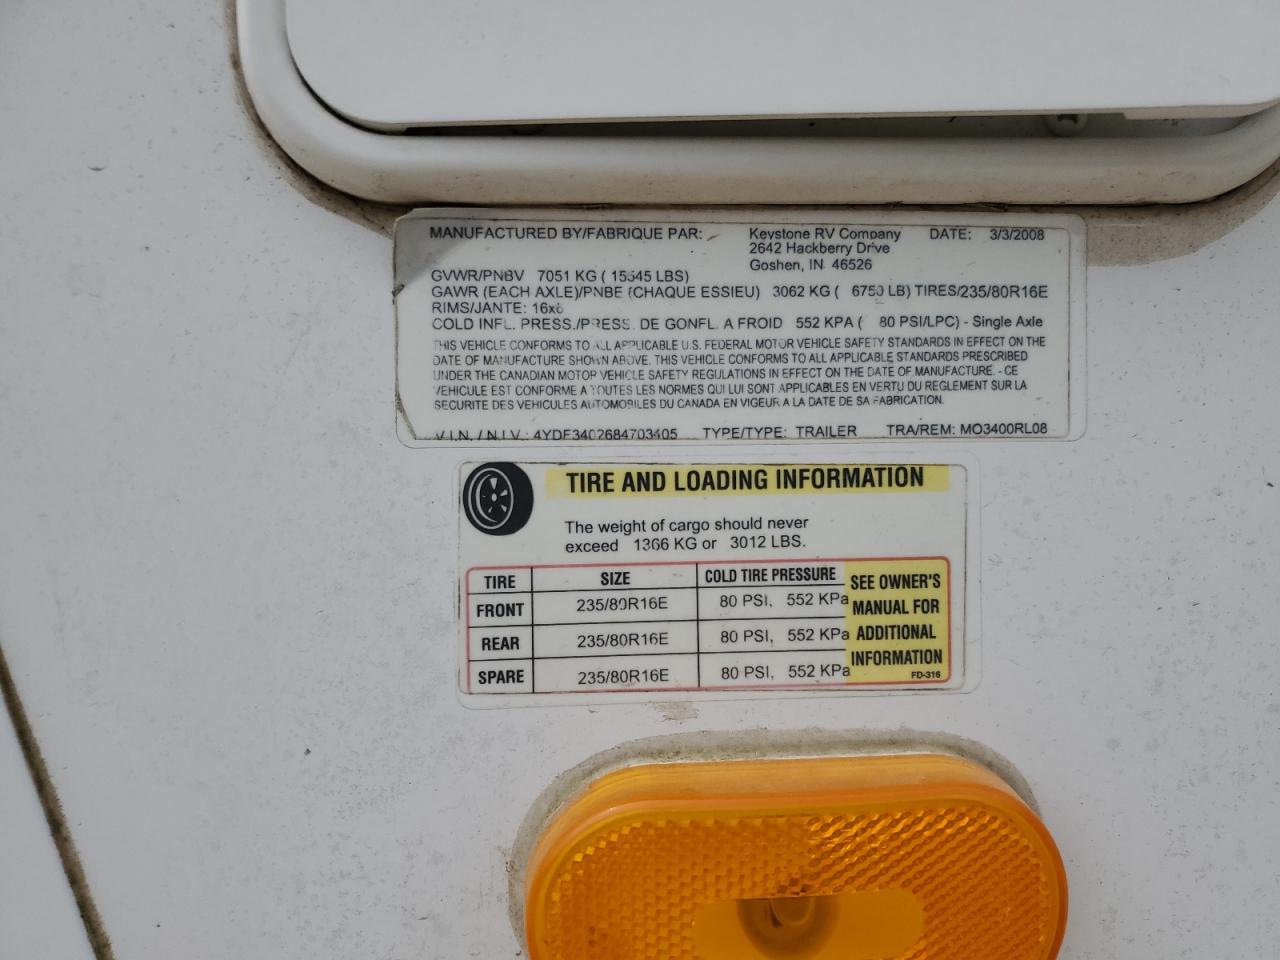 MANUFACTURED BY/FABRIQUE PAR: Keystone RV Company DATE: 3/3/2008
2642 Hackberry Drive
Goshen, IN 46526
GVWR/PNBV 7051 KG ( 15545 LBS)
GAWR (EACH AXLE)/PNBE (CHAQUE ESSIEU) 3062 KG ( 6750 LB) TIRES/235/80R16E
RIMS/JANTE: 16x6
COLD INFL. PRESS./PRESS. DE GONFL. A FROID 552 KPA ( 80 PSI/LPC) - Single Axle
THIS VEHICLE CONFORMS TO ALL APPLICABLE U.S. FEDERAL MOTOR VEHICLE SAFETY STANDARDS IN EFFECT ON THE
DATE OF MANUFACTURE SHOWN ABOVE. THIS VEHICLE CONFORMS TO ALL APPLICABLE STANDARDS PRESCRIBED
UNDER THE CANADIAN MOTOR VEHICLE SAFETY REGULATIONS IN EFFECT ON THE DATE OF MANUFACTURE. - CE
VEHICULE EST CONFORME A TOUTES LES NORMES QUI LUI SONT APPLICABLES EN VERTU DU REGLEMENT SUR LA
SECURITE DES VEHICULES AUTOMOBILES DU CANADA EN VIGEUR A LA DATE DE SA FABRICATION.
V.I.N. / N.I.V.: 4YDF3402684703405 TYPE/TYPE: TRAILER TRA/REM: MO3400RL08
TIRE AND LOADING INFORMATION
The weight of cargo should never
exceed 1366 KG or 3012 LBS.
TIRE SIZE COLD TIRE PRESSURE
FRONT 235/80R16E 80 PSI, 552 KPa
REAR 235/80R16E 80 PSI, 552 KPa
SPARE 235/80R16E 80 PSI, 552 KPa
SEE OWNER'S
MANUAL FOR
ADDITIONAL
INFORMATION
FD-316